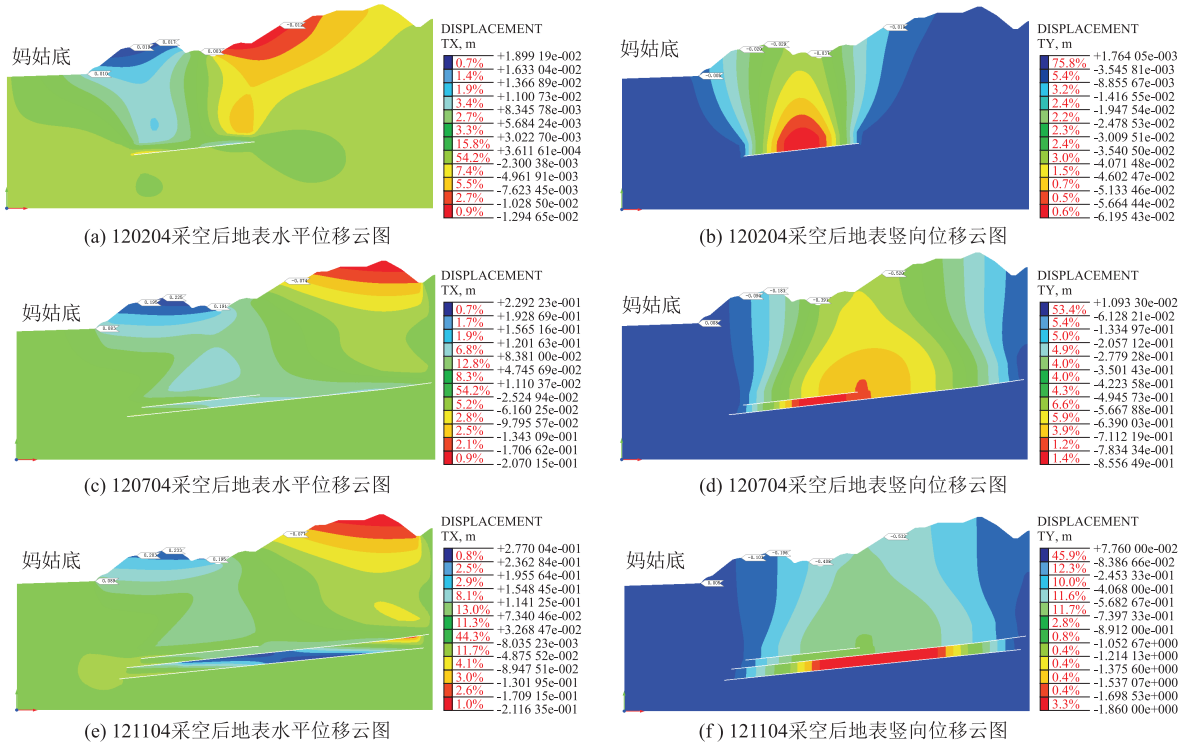 妈姑底
0.010
0.019
0.017
0.003
-0.012
DISPLACEMENT
TX, m
+1.899 19e-002
0.7%
+1.633 04e-002
1.4%
+1.366 89e-002
1.9%
+1.100 73e-002
3.4%
+8.345 78e-003
2.7%
+5.684 24e-003
3.3%
+3.022 70e-003
15.8%
+3.611 61e-004
54.2%
-2.300 38e-003
7.4%
-4.961 91e-003
5.5%
-7.623 45e-003
2.7%
-1.028 50e-002
0.9%
-1.294 65e-002
(a) 120204采空后地表水平位移云图
妈姑底
-0.020
-0.010
DISPLACEMENT
TY, m
+1.764 05e-003
75.8%
-3.545 81e-003
5.4%
-8.855 67e-003
3.2%
-1.416 55e-002
2.4%
-1.947 54e-002
2.2%
-2.478 53e-002
2.3%
-3.009 51e-002
2.4%
-3.540 50e-002
3.0%
-4.071 48e-002
1.5%
-4.602 47e-002
0.7%
-5.133 46e-002
0.5%
-5.664 44e-002
0.6%
-6.195 43e-002
(b) 120204采空后地表竖向位移云图
妈姑底
0.225
0.191
-0.074
DISPLACEMENT
TX, m
+2.292 23e-001
0.7%
+1.928 69e-001
1.7%
+1.565 16e-001
1.9%
+1.201 63e-001
6.8%
+8.381 00e-002
12.8%
+4.745 69e-002
8.3%
+1.110 37e-002
54.2%
-2.524 94e-002
5.2%
-6.160 25e-002
2.8%
-9.795 57e-002
2.5%
-1.343 09e-001
2.1%
-1.706 62e-001
0.9%
-2.070 15e-001
(c) 120704采空后地表水平位移云图
妈姑底
-0.520
DISPLACEMENT
TY, m
+1.093 30e-002
53.4%
-6.128 21e-002
5.4%
-1.334 97e-001
5.0%
-2.057 12e-001
4.9%
-2.779 28e-001
4.0%
-3.501 43e-001
4.0%
-4.223 58e-001
4.3%
-4.945 73e-001
6.6%
-5.667 88e-001
5.9%
-6.390 03e-001
3.9%
-7.112 19e-001
1.2%
-7.834 34e-001
1.4%
-8.556 49e-001
(d) 120704采空后地表竖向位移云图
妈姑底
DISPLACEMENT
TX, m
+2.770 04e-001
0.8%
+2.362 84e-001
2.5%
+1.955 64e-001
2.9%
+1.548 45e-001
8.1%
+1.141 25e-001
13.0%
+7.340 46e-002
11.3%
+3.268 47e-002
44.3%
-8.035 23e-003
11.7%
-4.875 52e-002
4.1%
-8.947 51e-002
3.0%
-1.301 95e-001
2.6%
-1.709 15e-001
1.0%
-2.116 35e-001
(e) 121104采空后地表水平位移云图
妈姑底
DISPLACEMENT
TY, m
+7.760 00e-002
45.9%
-8.386 66e-002
12.3%
-2.453 33e-001
10.0%
-4.068 00e-001
11.6%
-5.682 67e-001
11.7%
-7.397 33e-001
2.8%
-8.912 00e-001
0.8%
-1.052 67e+000
0.4%
-1.214 13e+000
0.4%
-1.375 60e+000
0.4%
-1.537 07e+000
0.4%
-1.698 53e+000
3.3%
-1.860 00e+000
(f) 121104采空后地表竖向位移云图